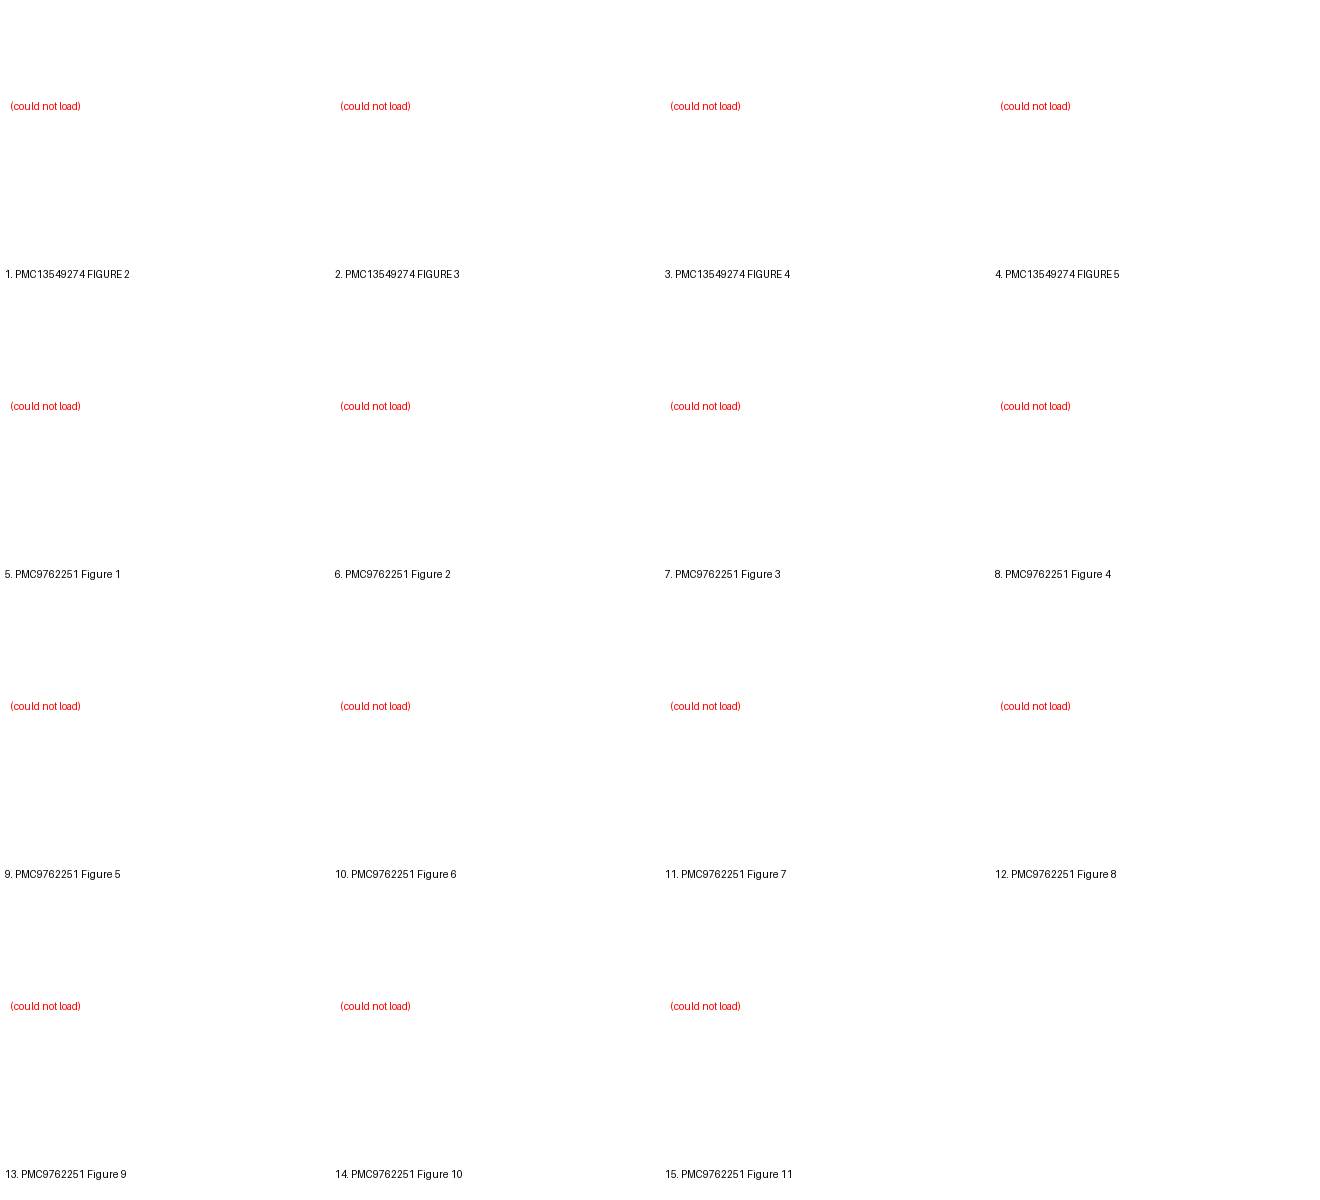 (could not load) (could not load) (could not load) (could not load)
1. PMC13549274 FIGURE 2 2. PMC13549274 FIGURE 3 3. PMC13549274 FIGURE 4 4. PMC13549274 FIGURE 5
(could not load) (could not load) (could not load) (could not load)
5. PMC9762251 Figure 1 6. PMC9762251 Figure 2 7. PMC9762251 Figure 3 8. PMC9762251 Figure 4
(could not load) (could not load) (could not load) (could not load)
9. PMC9762251 Figure 5 10. PMC9762251 Figure 6 11. PMC9762251 Figure 7 12. PMC9762251 Figure 8
(could not load) (could not load) (could not load)
13. PMC9762251 Figure 9 14. PMC9762251 Figure 10 15. PMC9762251 Figure 11